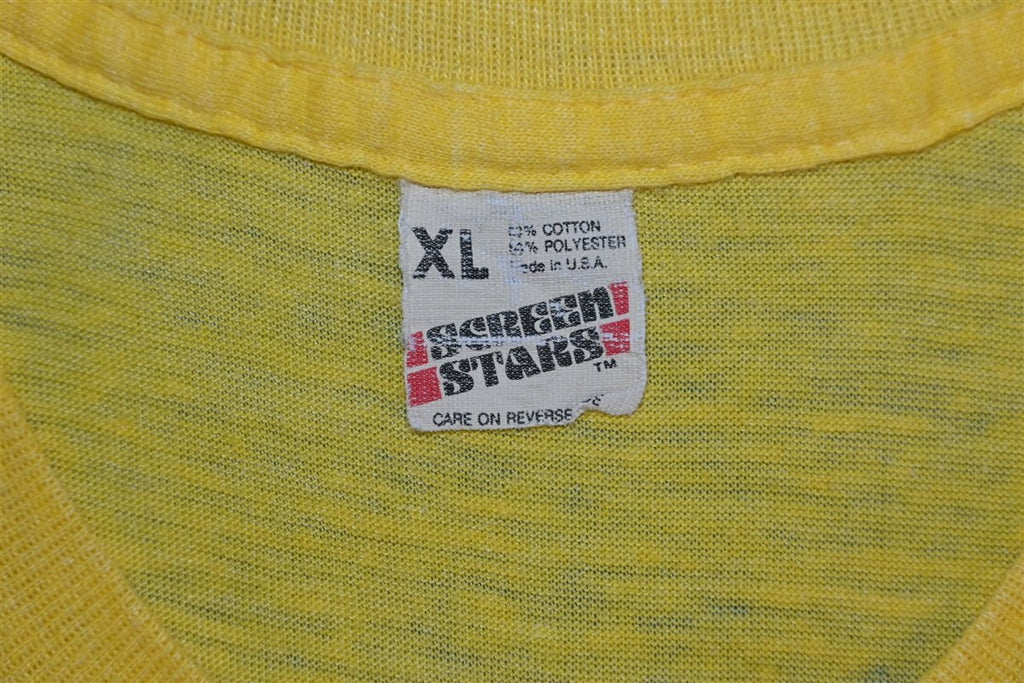 XL
COTTON
POLYESTER
Made in U.S.A.
SCREEN
STARS
TM
CARE ON REVERSE